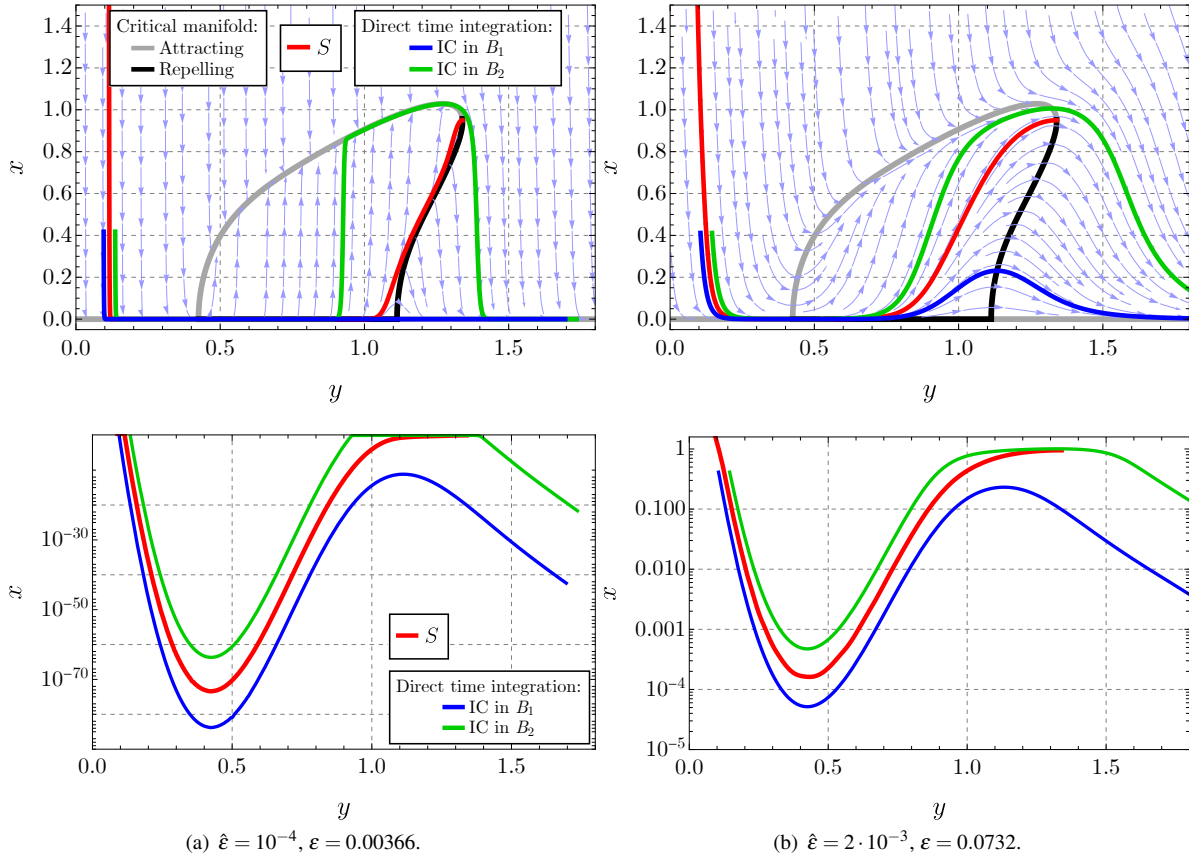 Critical manifold:
Attracting
Repelling
S
Direct time integration:
IC in B₁
IC in B₂
1.4
1.2
1.0
0.8
0.6
0.4
0.2
0.0
x
0.0 0.5 1.0 1.5
y
1.4
1.2
1.0
0.8
0.6
0.4
0.2
0.0
x
0.0 0.5 1.0 1.5
y
10⁻³⁰
10⁻⁵⁰
10⁻⁷⁰
x
S
Direct time integration:
IC in B₁
IC in B₂
0.0 0.5 1.0 1.5
y
1
0.100
0.010
0.001
10⁻⁴
10⁻⁵
x
0.0 0.5 1.0 1.5
y
(a) ε̂ = 10⁻⁴, ε = 0.00366.
(b) ε̂ = 2 · 10⁻³, ε = 0.0732.